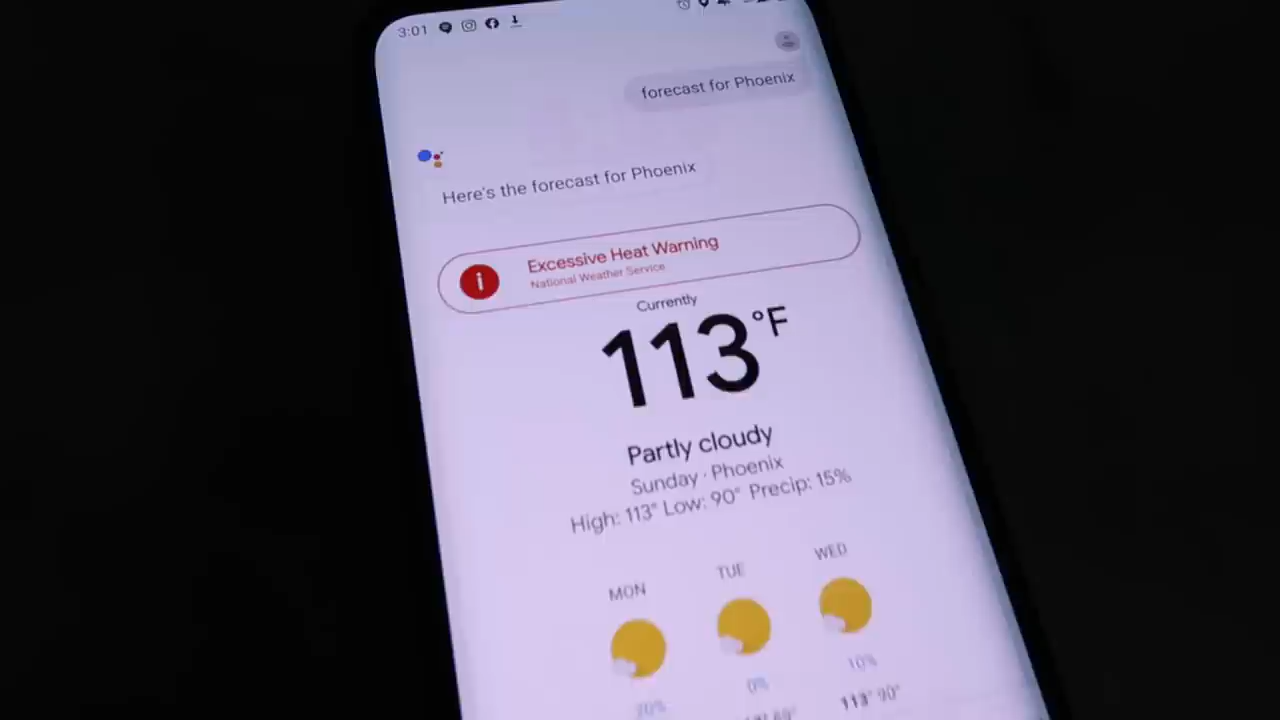 3:01
forecast for Phoenix
Here's the forecast for Phoenix
Excessive Heat Warning
National Weather Service
Currently
113°F
Partly cloudy
Sunday · Phoenix
High: 113° Low: 90° Precip: 15%
MON TUE WED
0% 10%
113° 90°